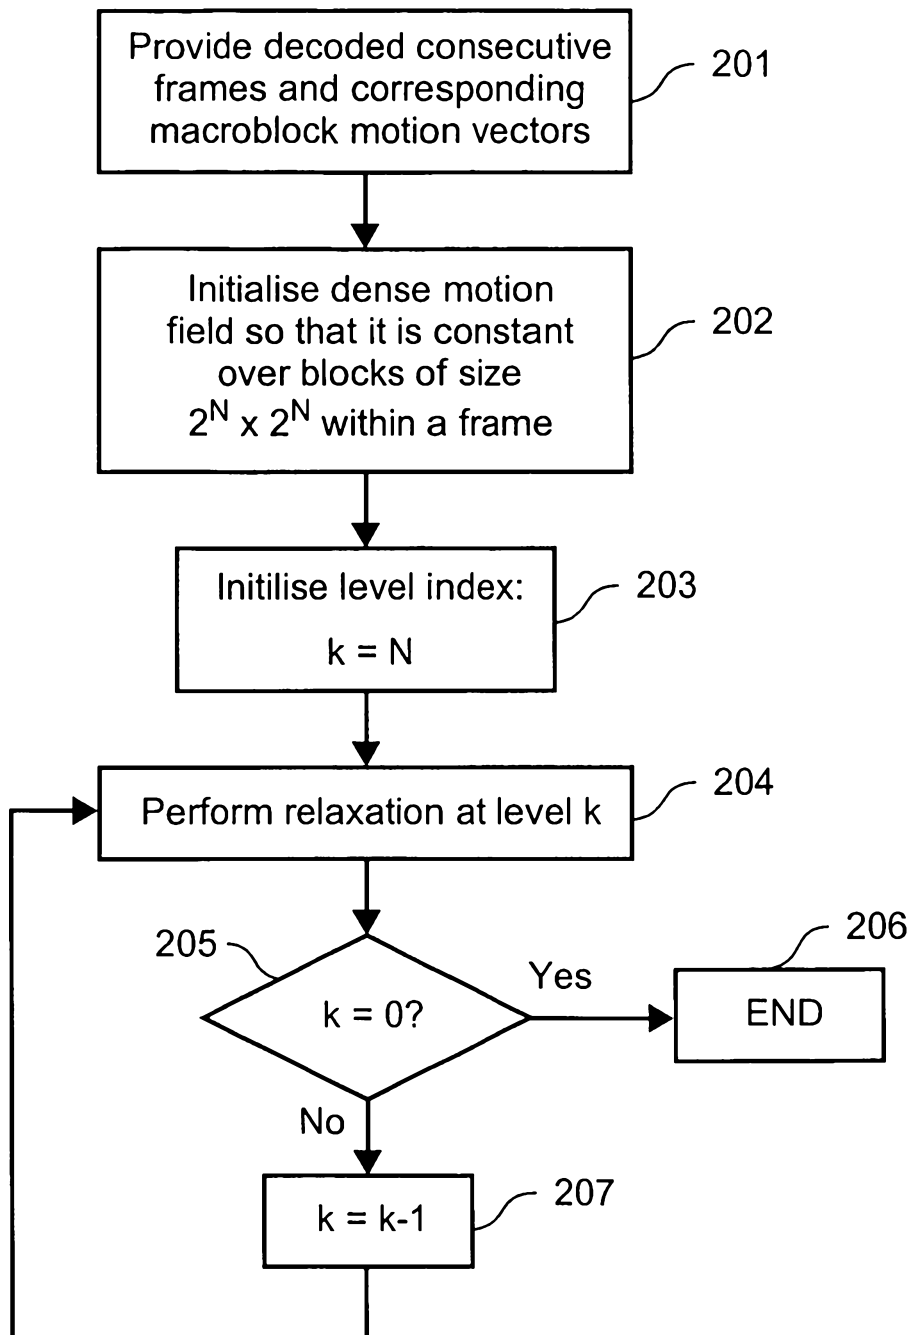 Provide decoded consecutive
frames and corresponding
macroblock motion vectors
201
Initialise dense motion
field so that it is constant
over blocks of size
2^N x 2^N within a frame
202
Initilise level index:
k = N
203
Perform relaxation at level k
204
205
k = 0?
Yes
END
206
No
k = k-1
207